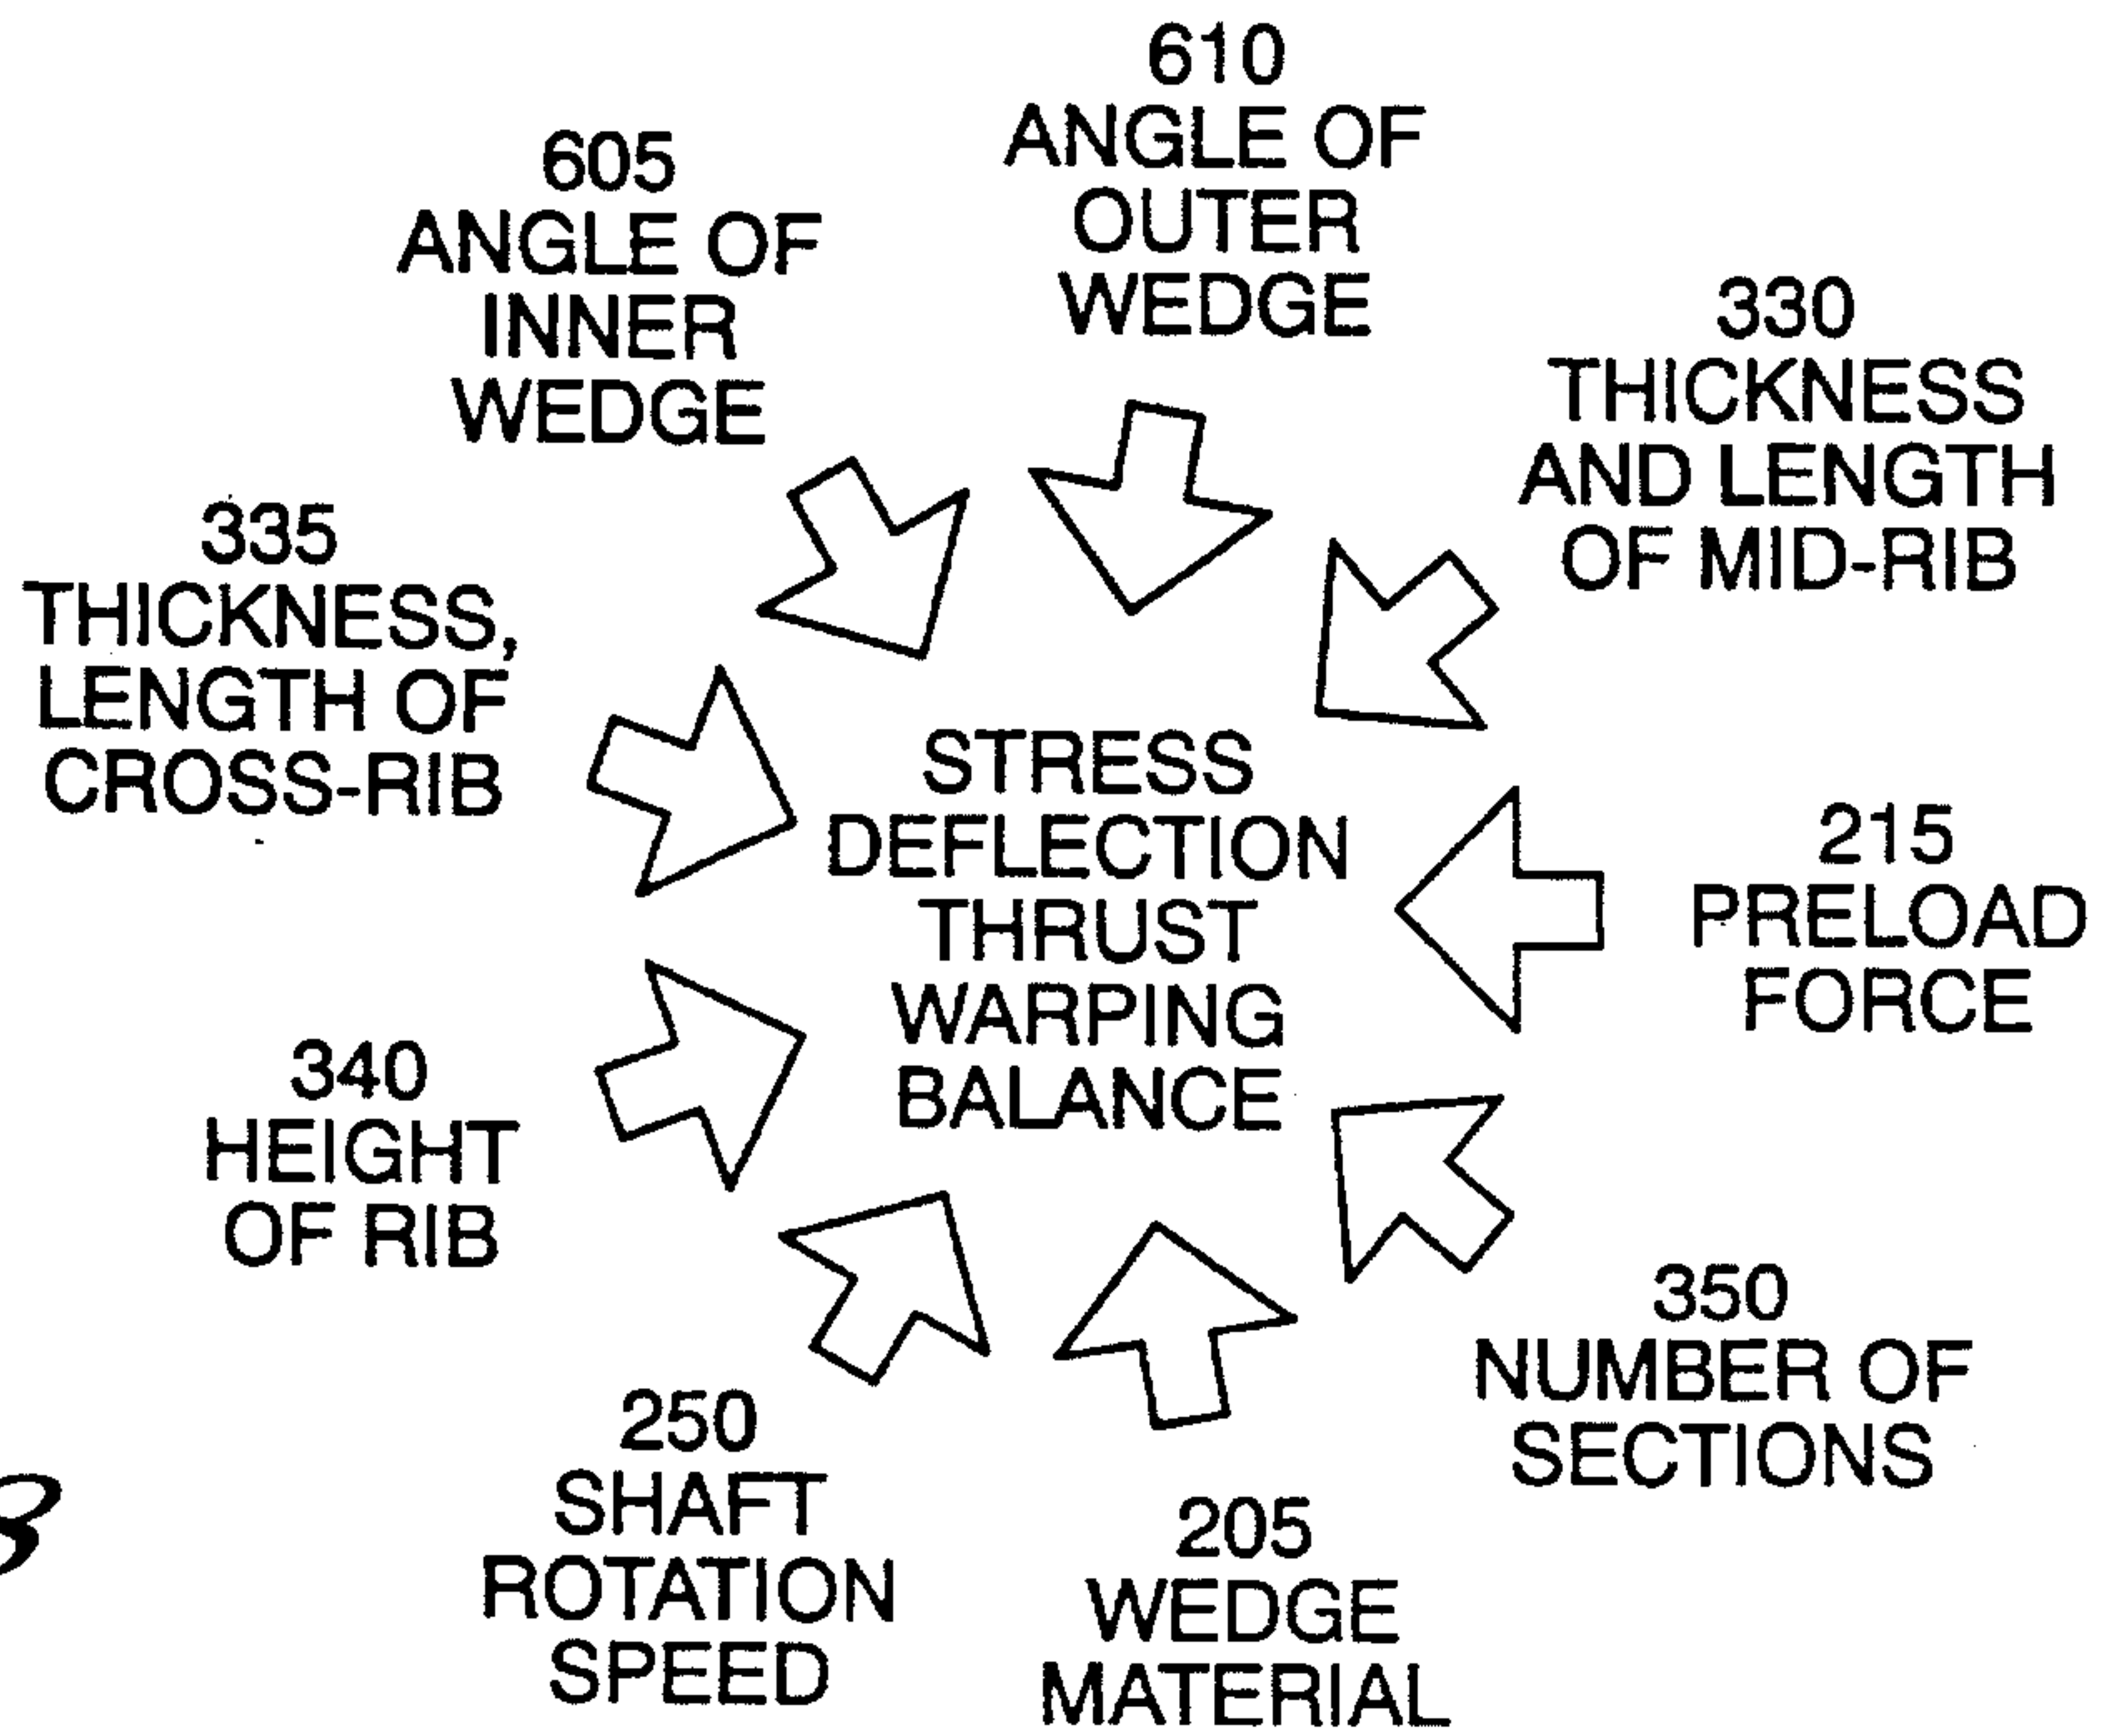 610
ANGLE OF
OUTER
WEDGE
605
ANGLE OF
INNER
WEDGE
330
THICKNESS
AND LENGTH
OF MID-RIB
335
THICKNESS,
LENGTH OF
CROSS-RIB
STRESS
DEFLECTION
THRUST
WARPING
BALANCE
215
PRELOAD
FORCE
340
HEIGHT
OF RIB
350
NUMBER OF
SECTIONS
250
SHAFT
ROTATION
SPEED
205
WEDGE
MATERIAL